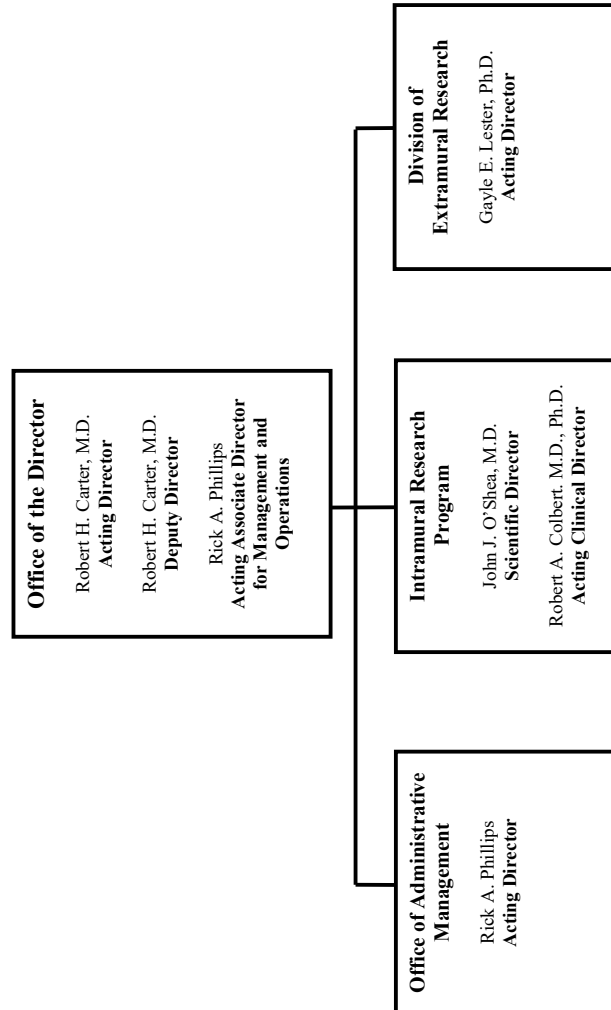 Office of the Director
Robert H. Carter, M.D.
Acting Director
Robert H. Carter, M.D.
Deputy Director
Rick A. Phillips
Acting Associate Director
for Management and
Operations
Office of Administrative
Management
Rick A. Phillips
Acting Director
Intramural Research
Program
John J. O'Shea, M.D.
Scientific Director
Robert A. Colbert. M.D., Ph.D.
Acting Clinical Director
Division of
Extramural Research
Gayle E. Lester, Ph.D.
Acting Director